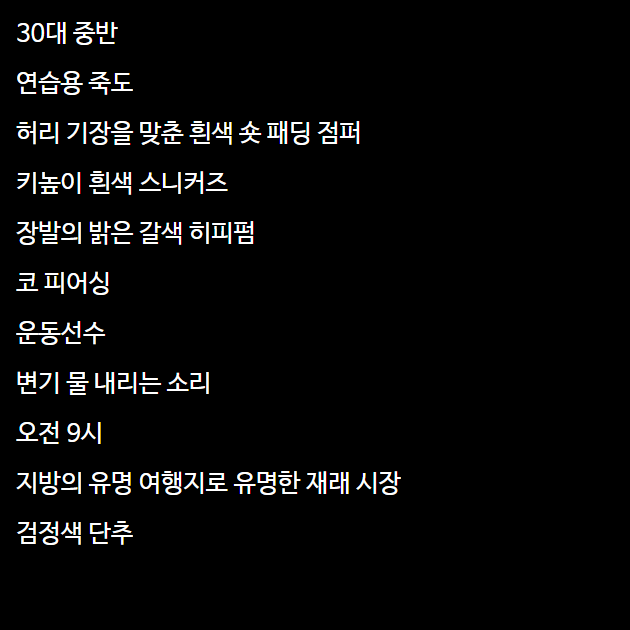 30대 중반
연습용 죽도
허리 기장을 맞춘 흰색 숏 패딩 점퍼
키높이 흰색 스니커즈
장발의 밝은 갈색 히피펌
코 피어싱
운동선수
변기 물 내리는 소리
오전 9시
지방의 유명 여행지로 유명한 재래 시장
검정색 단추